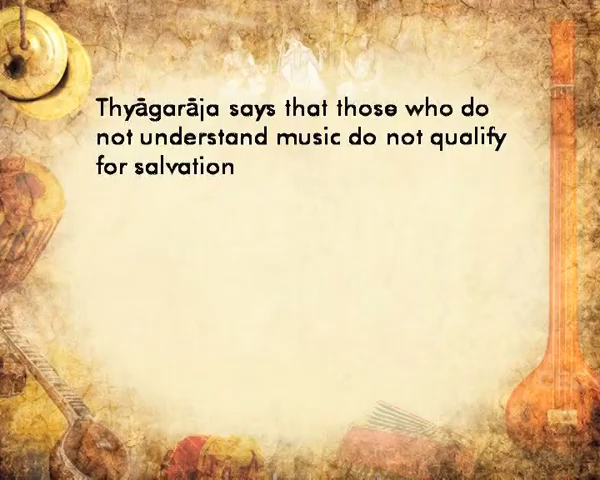 Thyāgarāja says that those who do
not understand music do not qualify
for salvation